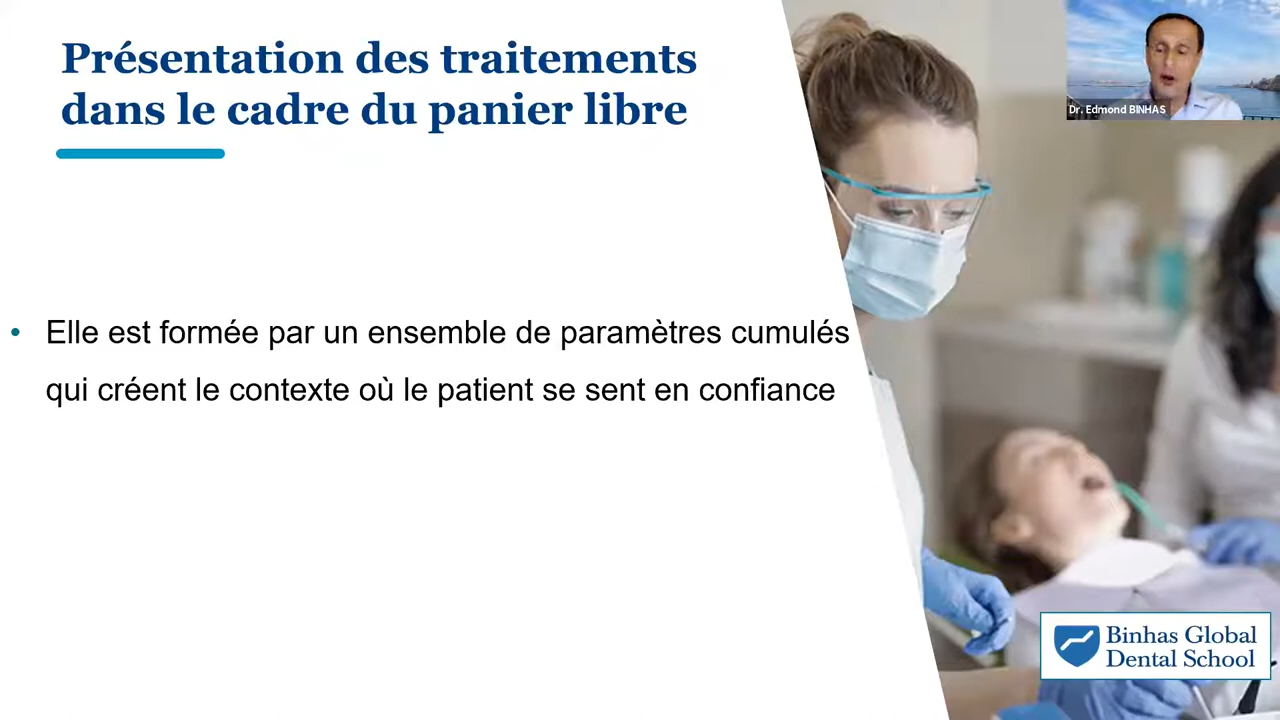 Présentation des traitements
dans le cadre du panier libre
Dr. Edmond BINHAS
• Elle est formée par un ensemble de paramètres cumulés
qui créent le contexte où le patient se sent en confiance
Binhas Global
Dental School